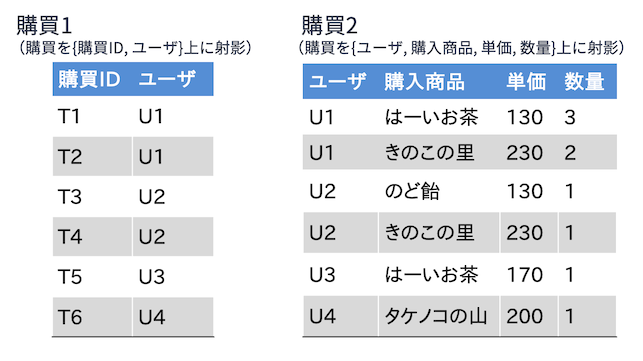 購買1
（購買を{購買ID, ユーザ}上に射影）
購買ID ユーザ
T1 U1
T2 U1
T3 U2
T4 U2
T5 U3
T6 U4
購買2
（購買を{ユーザ, 購入商品, 単価, 数量}上に射影）
ユーザ 購入商品 単価 数量
U1 はーいお茶 130 3
U1 きのこの里 230 2
U2 のど飴 130 1
U2 きのこの里 230 1
U3 はーいお茶 170 1
U4 タケノコの山 200 1